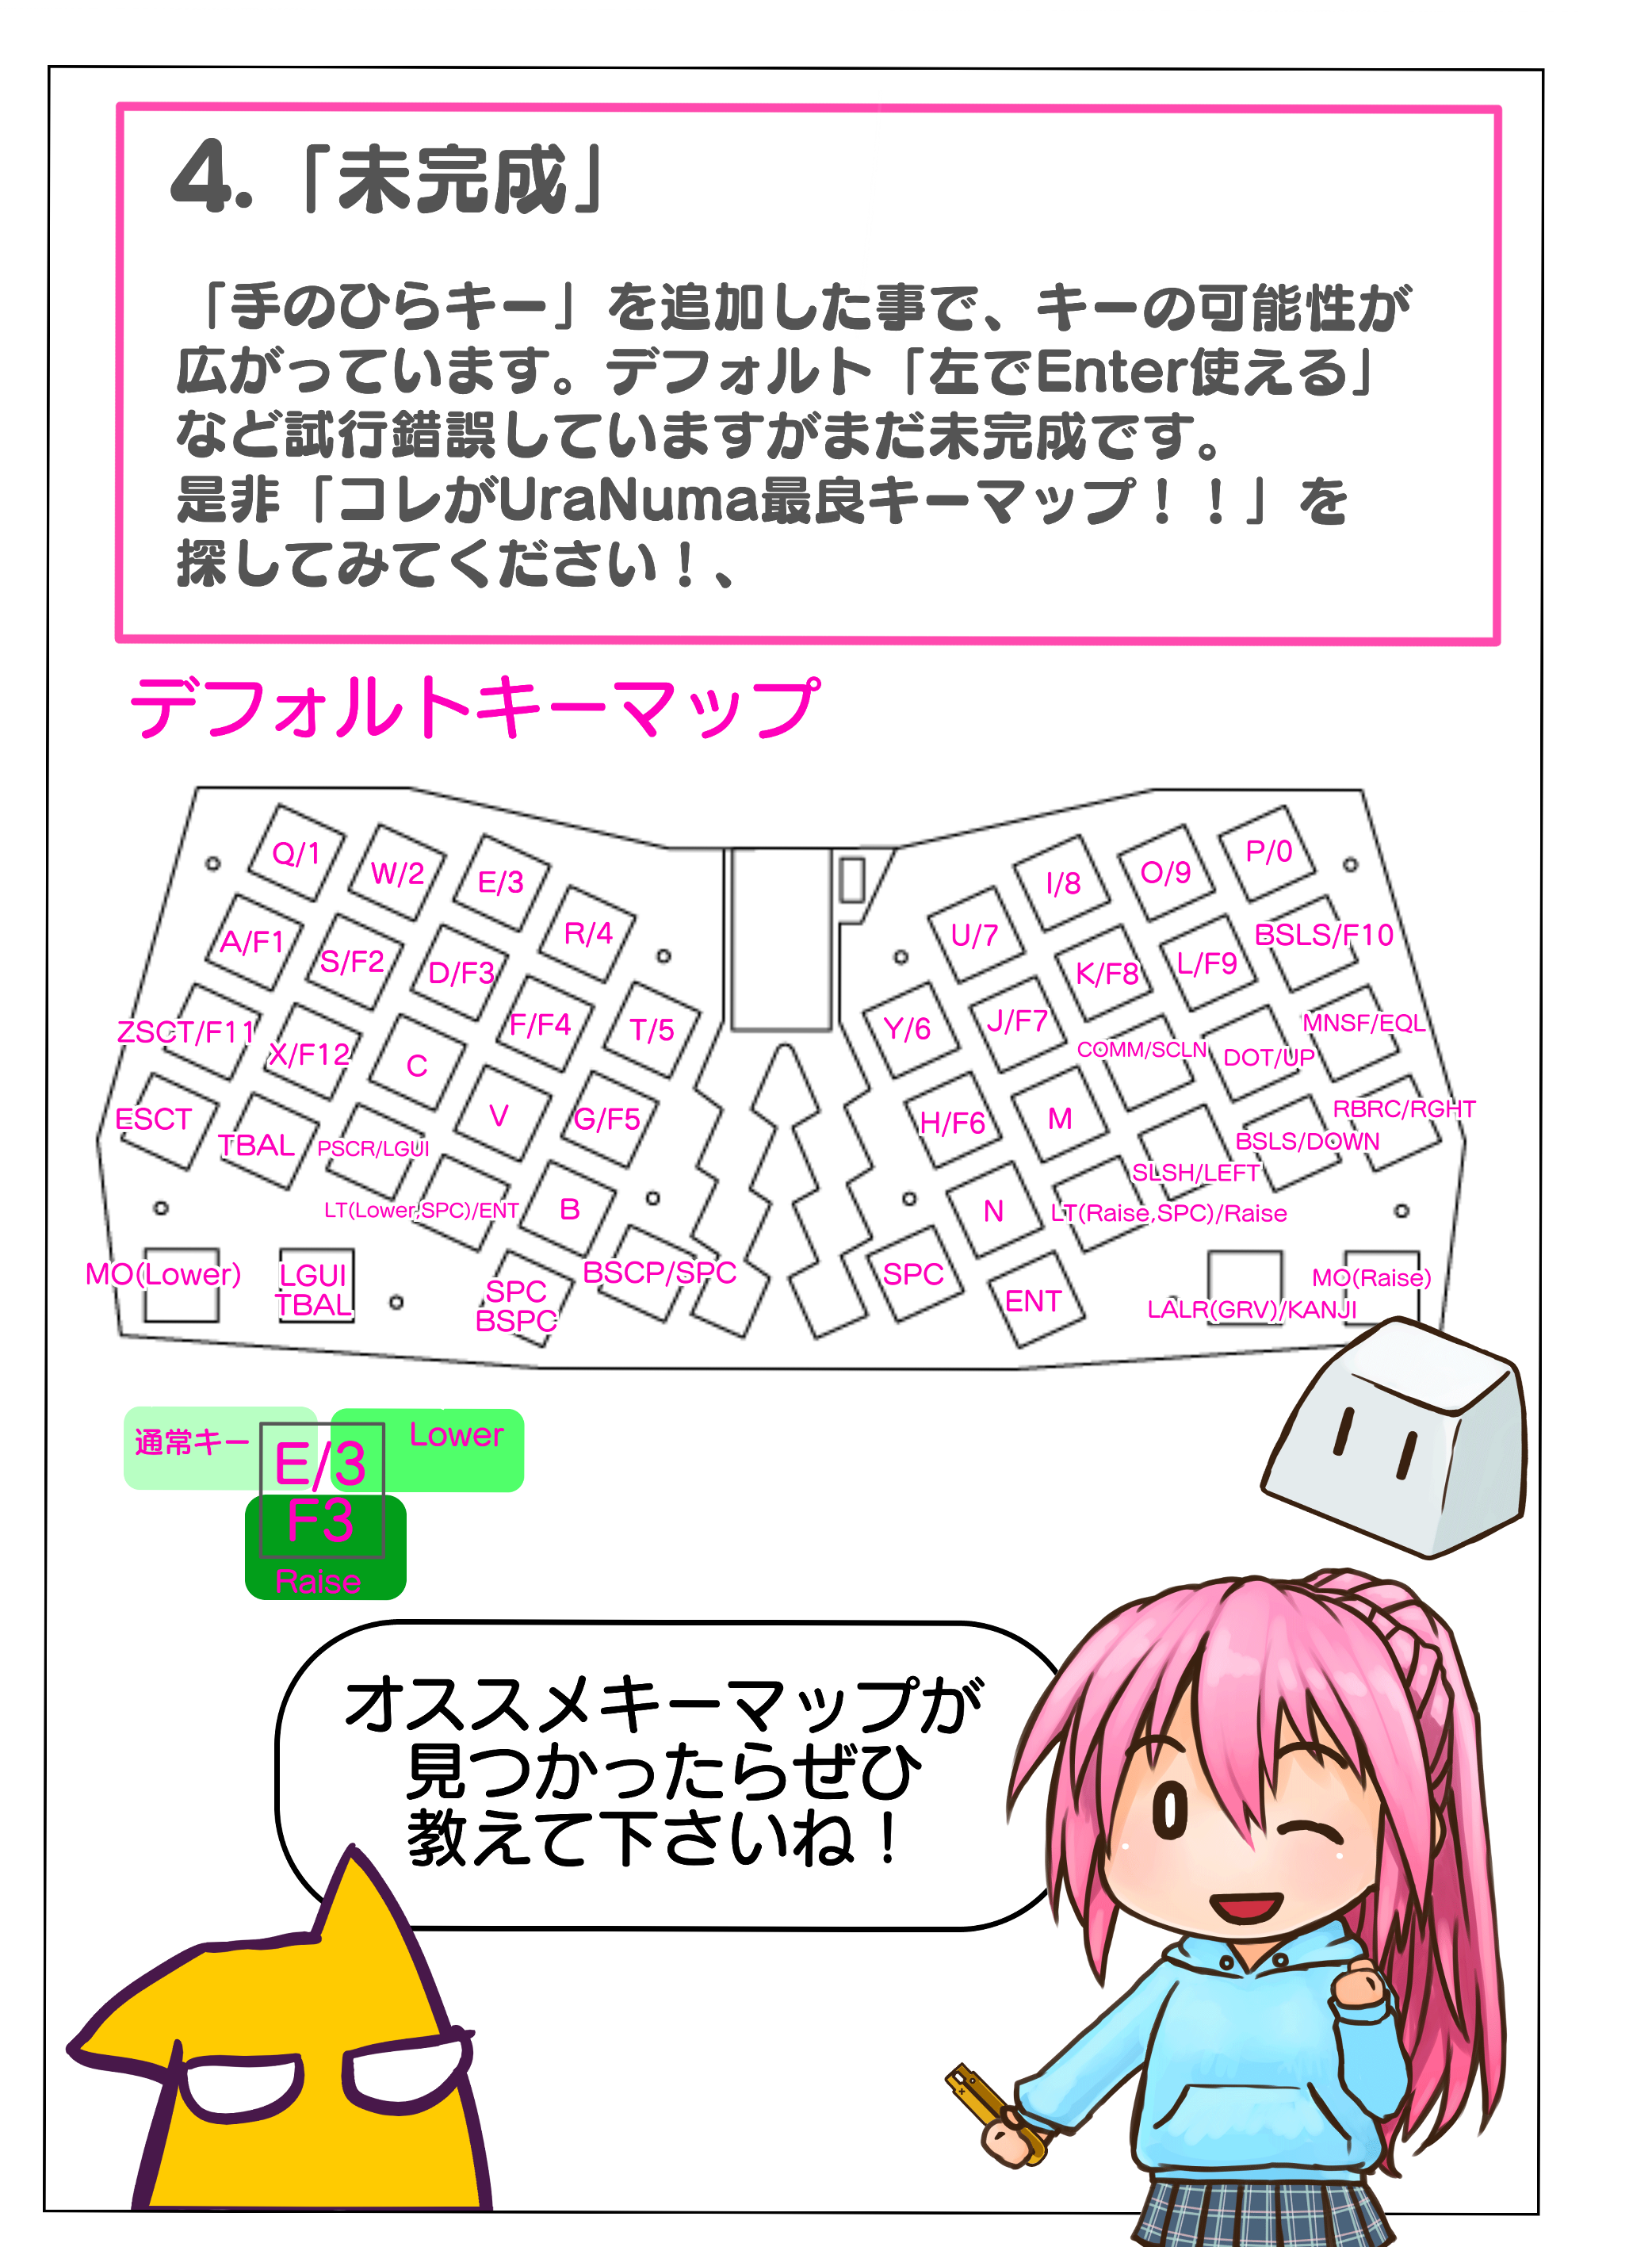 4.「未完成」
「手のひらキー」を追加した事で、キーの可能性が
広がっています。デフォルト「左でEnter使える」
など試行錯誤していますがまだ未完成です。
是非「コレがUraNuma最良キーマップ！！」を
探してみてください！、
デフォルトキーマップ
Q/1
W/2
E/3
R/4
I/8
O/9
P/0
A/F1
S/F2
D/F3
U/7
K/F8
L/F9
BSLS/F10
ZSCT/F11
X/F12
C
F/F4
T/5
Y/6
J/F7
COMM/SCLN
DOT/UP
MNSF/EQL
ESCT
TBAL
PSCR/LGUI
V
G/F5
H/F6
M
SLSH/LEFT
BSLS/DOWN
RBRC/RGHT
LT(Lower,SPC)/ENT
B
N
LT(Raise,SPC)/Raise
MO(Lower)
LGUI
TBAL
SPC
BSPC
BSCP/SPC
SPC
ENT
LALR(GRV)/KANJI
MO(Raise)
通常キー
E/3
Lower
F3
Raise
オススメキーマップが
見つかったらぜひ
教えて下さいね！